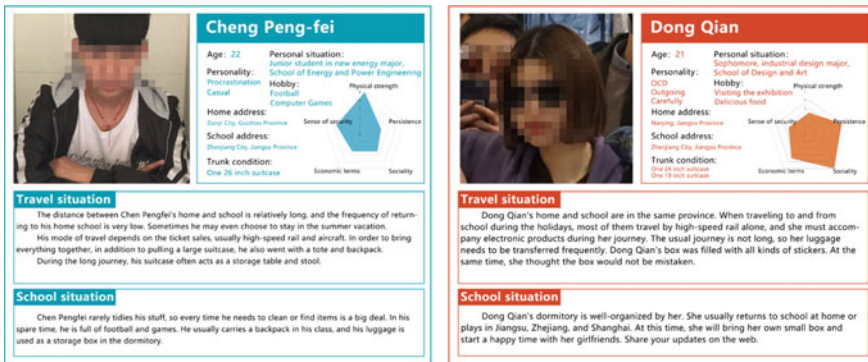 Cheng Peng-fei
Age: 22
Personality:
Procrastination
Casual
Home address:
Zunyi City, Guizhou Province
School address:
Zhenjiang City, Jiangsu Province
Trunk condition:
One 26 inch suitcase
Personal situation:
Junior student in new energy major,
School of Energy and Power Engineering
Hobby:
Football
Computer Games
Physical strength
Sense of security
Persistence
Economic terms
Sociality
Travel situation
The distance between Chen Pengfei's home and school is relatively long, and the frequency of return-
ing to his home school is very low. Sometimes he may even choose to stay in the summer vacation.
His mode of travel depends on the ticket sales, usually high-speed rail and aircraft. In order to bring
everything together, in addition to pulling a large suitcase, he also went with a tote and backpack.
During the long journey, his suitcase often acts as a storage table and stool.
School situation
Chen Pengfei rarely tidies his stuff, so every time he needs to clean or find items is a big deal. In his
spare time, he is full of football and games. He usually carries a backpack in his class, and his luggage is
used as a storage box in the dormitory.
Dong Qian
Age: 21
Personality:
OCD
Outgoing
Carefully
Home address:
Nanjing, Jiangsu Province
School address:
Zhenjiang City, Jiangsu Province
Trunk condition:
One 24 inch suitcase
One 19 inch suitcase
Personal situation:
Sophomore, industrial design major,
School of Design and Art
Hobby:
Visiting the exhibition
Delicious food
Physical strength
Sense of security
Persistence
Economic terms
Sociality
Travel situation
Dong Qian's home and school are in the same province. When traveling to and from
school during the holidays, most of them travel by high-speed rail alone, and she must accom-
pany electronic products during her journey. The usual journey is not long, so her luggage
needs to be transferred frequently. Dong Qian's box was filled with all kinds of stickers. At the
same time, she thought the box would not be mistaken.
School situation
Dong Qian's dormitory is well-organized by her. She usually returns to school at home or
plays in Jiangsu, Zhejiang, and Shanghai. At this time, she will bring her own small box and
start a happy time with her girlfriends. Share your updates on the web.